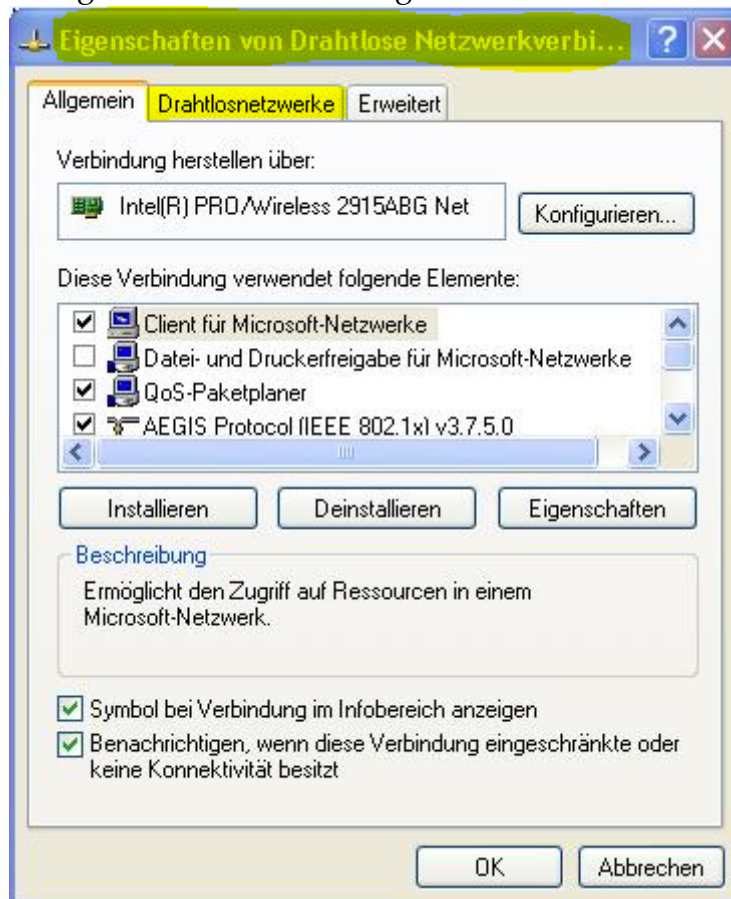 Eigenschaften von Drahtlose Netzwerkverbi...
Allgemein Drahtlosnetzwerke Erweitert
Verbindung herstellen über:
Intel(R) PRO/Wireless 2915ABG Net Konfigurieren...
Diese Verbindung verwendet folgende Elemente:
Client für Microsoft-Netzwerke
Datei- und Druckerfreigabe für Microsoft-Netzwerke
QoS-Paketplaner
AEGIS Protocol (IEEE 802.1x) v3.7.5.0
Installieren Deinstallieren Eigenschaften
Beschreibung
Ermöglicht den Zugriff auf Ressourcen in einem
Microsoft-Netzwerk.
Symbol bei Verbindung im Infobereich anzeigen
Benachrichtigen, wenn diese Verbindung eingeschränkte oder
keine Konnektivität besitzt
OK Abbrechen